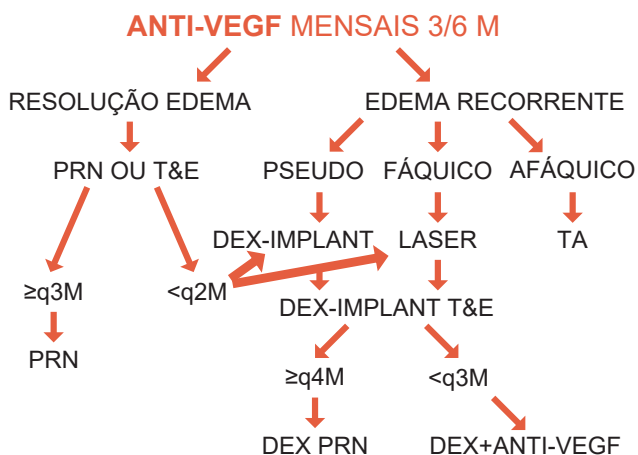 ANTI-VEGF MENSAIS 3/6 M
RESOLUÇÃO EDEMA
EDEMA RECORRENTE
PRN OU T&E
PSEUDO
FÁQUICO
AFÁQUICO
DEX-IMPLANT
LASER
TA
≥q3M
<q2M
DEX-IMPLANT T&E
PRN
≥q4M
<q3M
DEX PRN
DEX+ANTI-VEGF